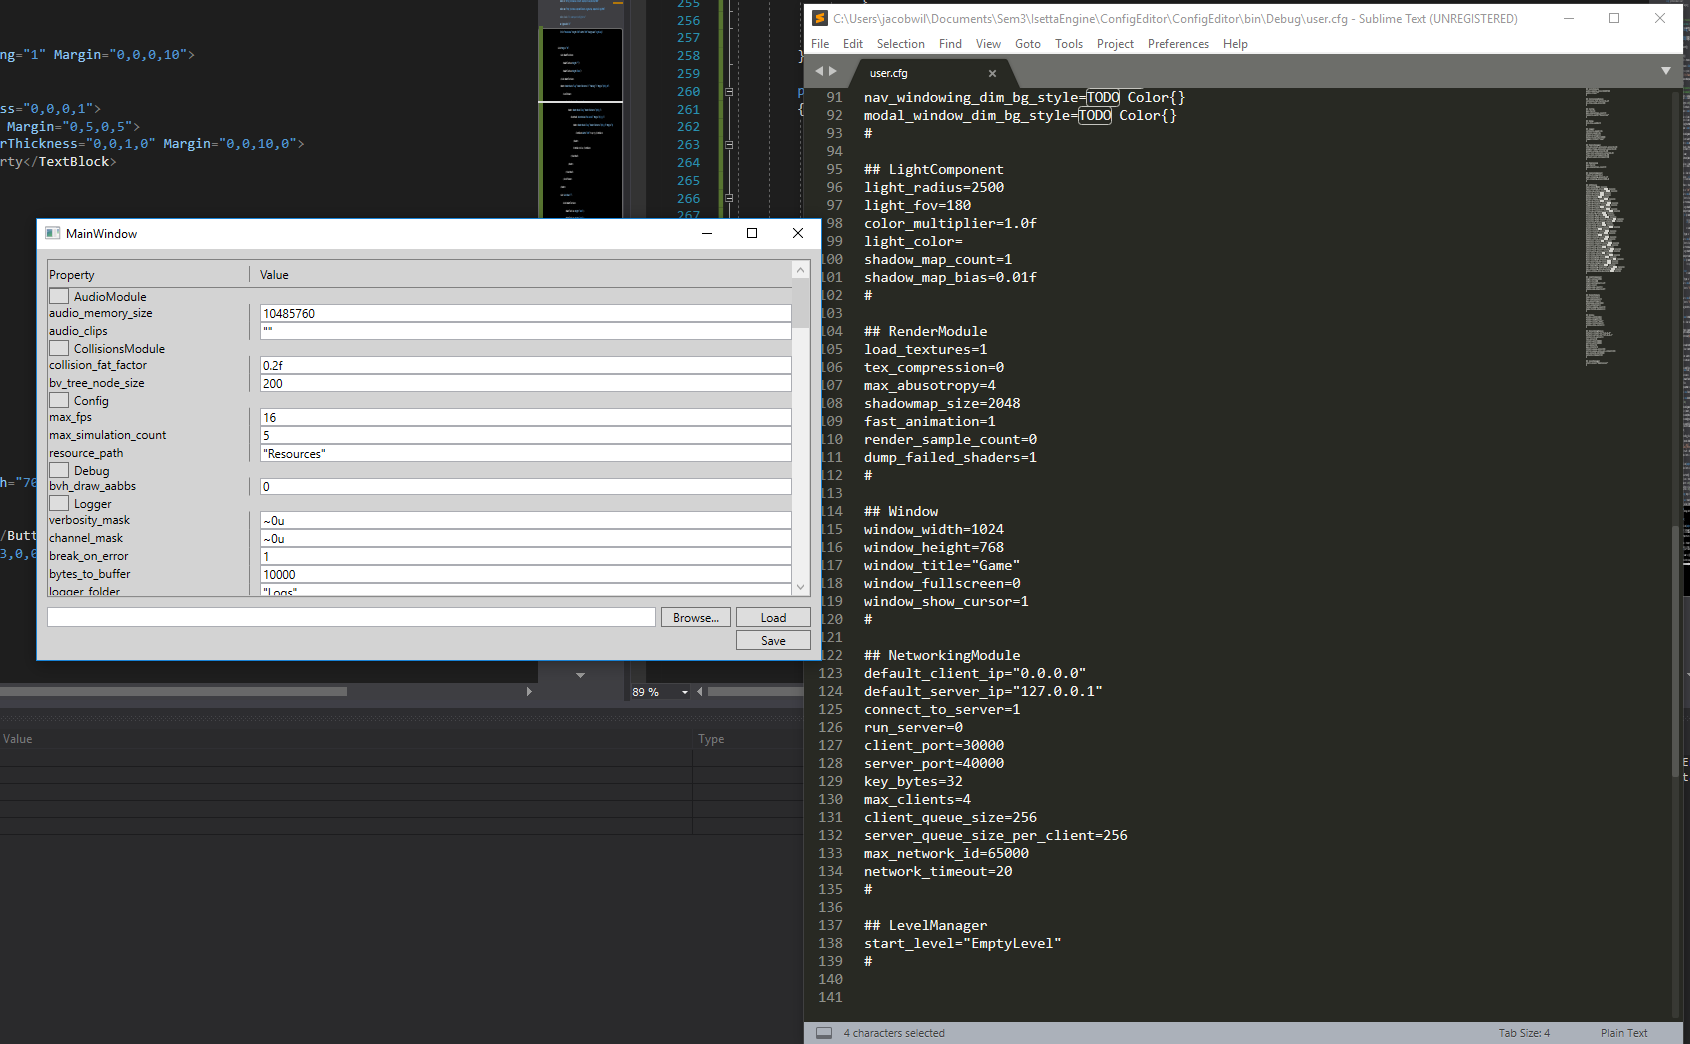 ng="1" Margin="0,0,0,10">
ss="0,0,0,1">
Margin="0,5,0,5">
rThickness="0,0,1,0" Margin="0,0,10,0">
rty</TextBlock>
h="70
/Butt
3,0,0
255
256
257
258 }
259
260 p
261 {
262
263
264
265
266
267
89 %
Value Type
MainWindow
Property Value
AudioModule
audio_memory_size 10485760
audio_clips ""
CollisionsModule
collision_fat_factor 0.2f
bv_tree_node_size 200
Config
max_fps 16
max_simulation_count 5
resource_path "Resources"
Debug
bvh_draw_aabbs 0
Logger
verbosity_mask ~0u
channel_mask ~0u
break_on_error 1
bytes_to_buffer 10000
logger_folder "Logs"
Browse... Load
Save
C:\Users\jacobwil\Documents\Sem3\IsettaEngine\ConfigEditor\ConfigEditor\bin\Debug\user.cfg - Sublime Text (UNREGISTERED)
File Edit Selection Find View Goto Tools Project Preferences Help
user.cfg
91 nav_windowing_dim_bg_style=TODO Color{}
92 modal_window_dim_bg_style=TODO Color{}
93 #
94
95 ## LightComponent
96 light_radius=2500
97 light_fov=180
98 color_multiplier=1.0f
99 light_color=
100 shadow_map_count=1
101 shadow_map_bias=0.01f
102 #
103
104 ## RenderModule
105 load_textures=1
106 tex_compression=0
107 max_abusotropy=4
108 shadowmap_size=2048
109 fast_animation=1
110 render_sample_count=0
111 dump_failed_shaders=1
112 #
113
114 ## Window
115 window_width=1024
116 window_height=768
117 window_title="Game"
118 window_fullscreen=0
119 window_show_cursor=1
120 #
121
122 ## NetworkingModule
123 default_client_ip="0.0.0.0"
124 default_server_ip="127.0.0.1"
125 connect_to_server=1
126 run_server=0
127 client_port=30000
128 server_port=40000
129 key_bytes=32
130 max_clients=4
131 client_queue_size=256
132 server_queue_size_per_client=256
133 max_network_id=65000
134 network_timeout=20
135 #
136
137 ## LevelManager
138 start_level="EmptyLevel"
139 #
140
141
4 characters selected Tab Size: 4 Plain Text